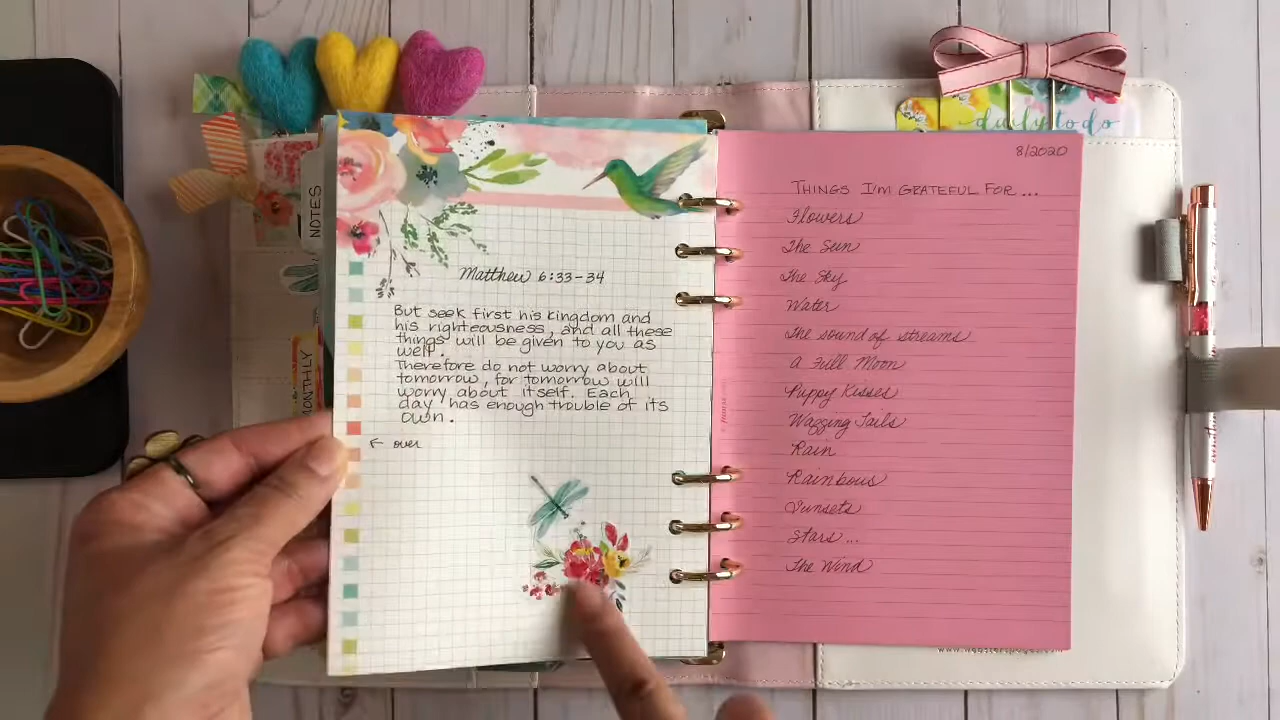 daily to do
NOTES
MONTHLY
Matthew 6:33-34
But seek first his kingdom and
his righteousness, and all these
things will be given to you as
well.
Therefore do not worry about
tomorrow, for tomorrow will
worry about itself. Each
day has enough trouble of its
own.
← over
8/2020
THINGS I'M GRATEFUL FOR...
Flowers
The Sun
The Sky
Water
The sound of streams
a Full Moon
Puppy Kisses
Wagging Tails
Rain
Rainbows
Sunsets
Stars...
The Wind